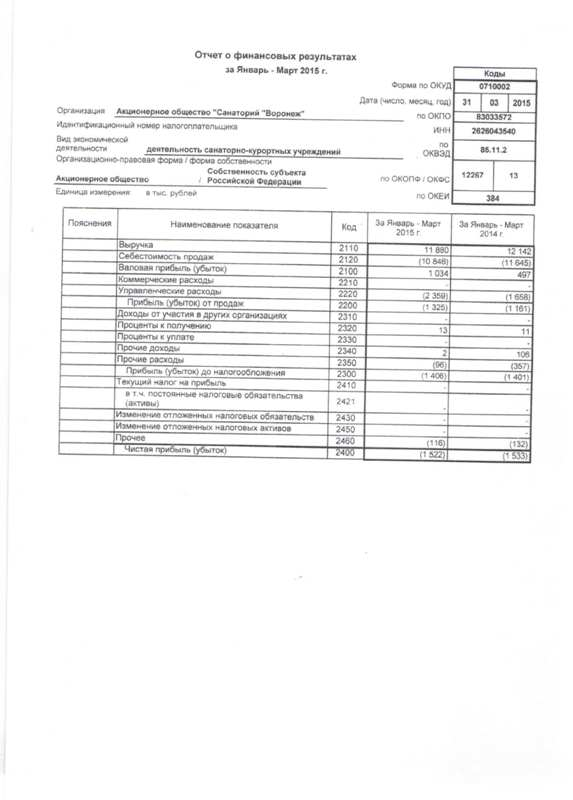 Отчет о финансовых результатах
за Январь - Март 2015 г.
Коды
Форма по ОКУД 0710002
Дата (число, месяц, год) 31 03 2015
Организация Акционерное общество "Санаторий "Воронеж" по ОКПО 83033572
Идентификационный номер налогоплательщика ИНН 2626043540
Вид экономической деятельности деятельность санаторно-курортных учреждений по ОКВЭД 85.11.2
Организационно-правовая форма / форма собственности
Акционерное общество / Собственность субъекта Российской Федерации по ОКОПФ / ОКФС 12267 13
Единица измерения: в тыс. рублей по ОКЕИ 384
Пояснения Наименование показателя Код За Январь - Март 2015 г. За Январь - Март 2014 г.
Выручка 2110 11 880 12 142
Себестоимость продаж 2120 (10 846) (11 645)
Валовая прибыль (убыток) 2100 1 034 497
Коммерческие расходы 2210 - -
Управленческие расходы 2220 (2 359) (1 658)
Прибыль (убыток) от продаж 2200 (1 325) (1 161)
Доходы от участия в других организациях 2310 - -
Проценты к получению 2320 13 11
Проценты к уплате 2330 - -
Прочие доходы 2340 2 106
Прочие расходы 2350 (96) (357)
Прибыль (убыток) до налогообложения 2300 (1 406) (1 401)
Текущий налог на прибыль 2410 - -
в т.ч. постоянные налоговые обязательства (активы) 2421 - -
Изменение отложенных налоговых обязательств 2430 - -
Изменение отложенных налоговых активов 2450 - -
Прочее 2460 (116) (132)
Чистая прибыль (убыток) 2400 (1 522) (1 533)